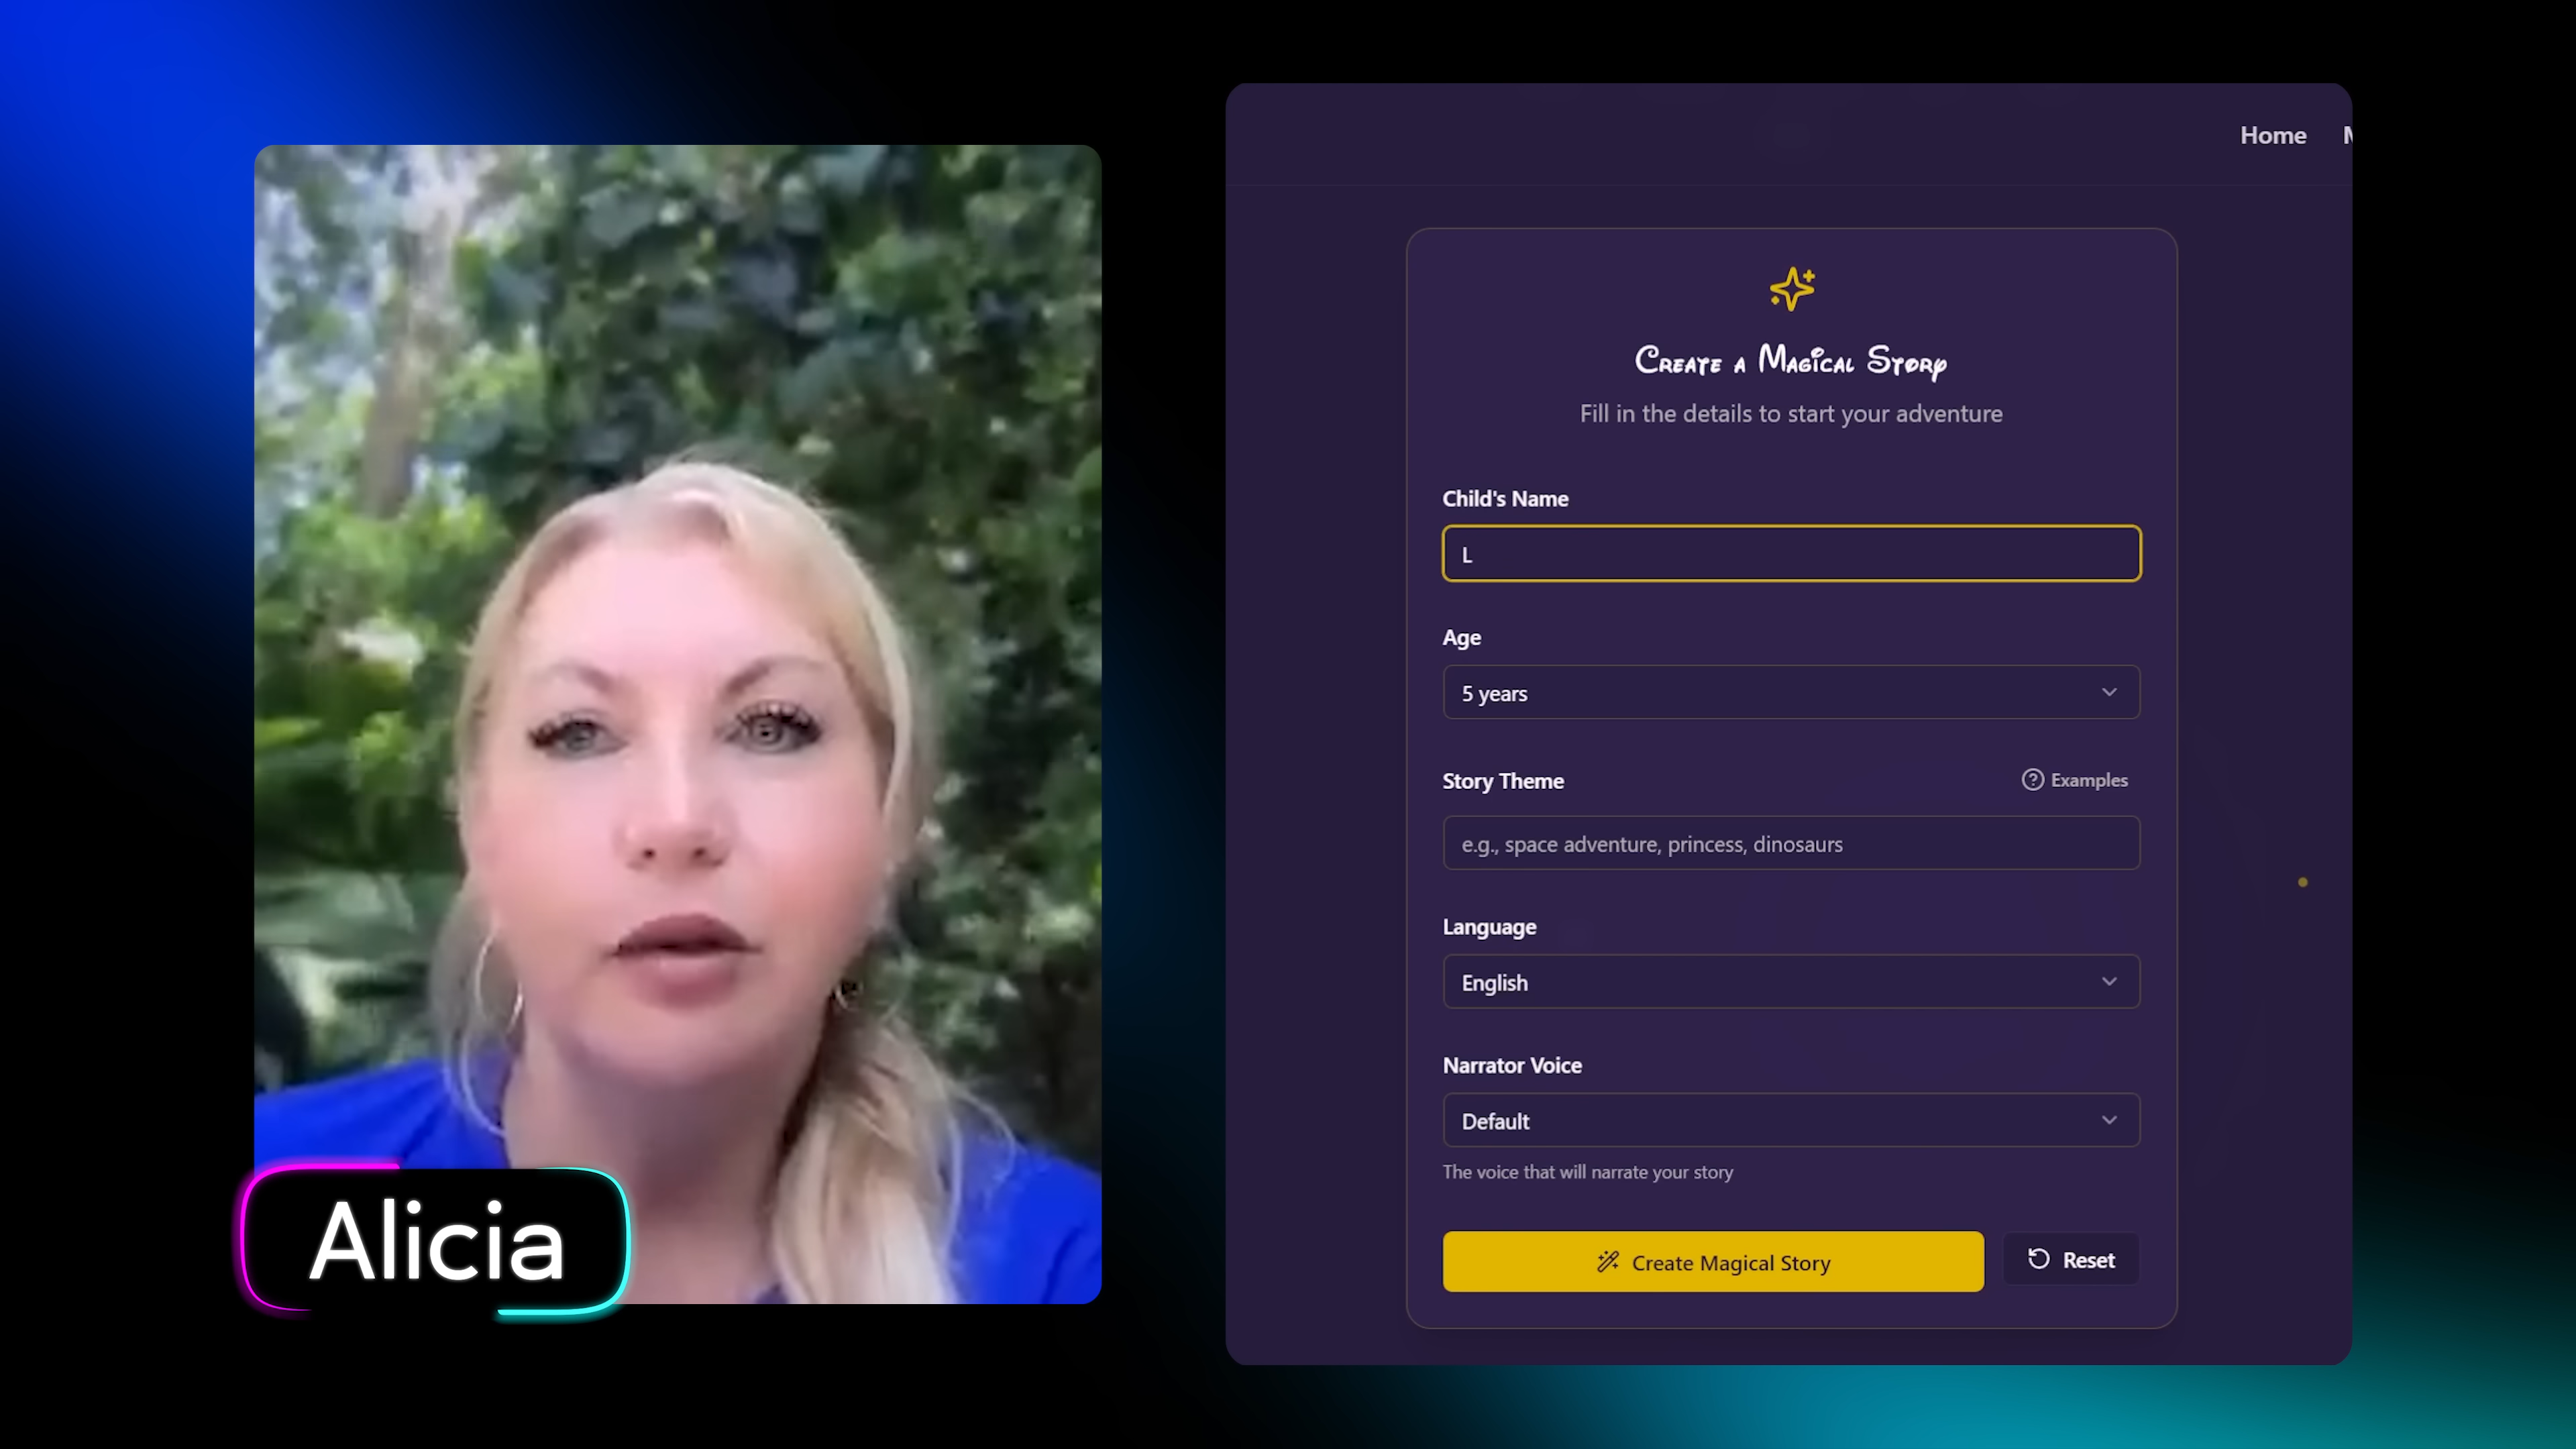 Alicia
Home
Create a Magical Story
Fill in the details to start your adventure
Child's Name
L
Age
5 years
Story Theme
Examples
e.g., space adventure, princess, dinosaurs
Language
English
Narrator Voice
Default
The voice that will narrate your story
Create Magical Story
Reset